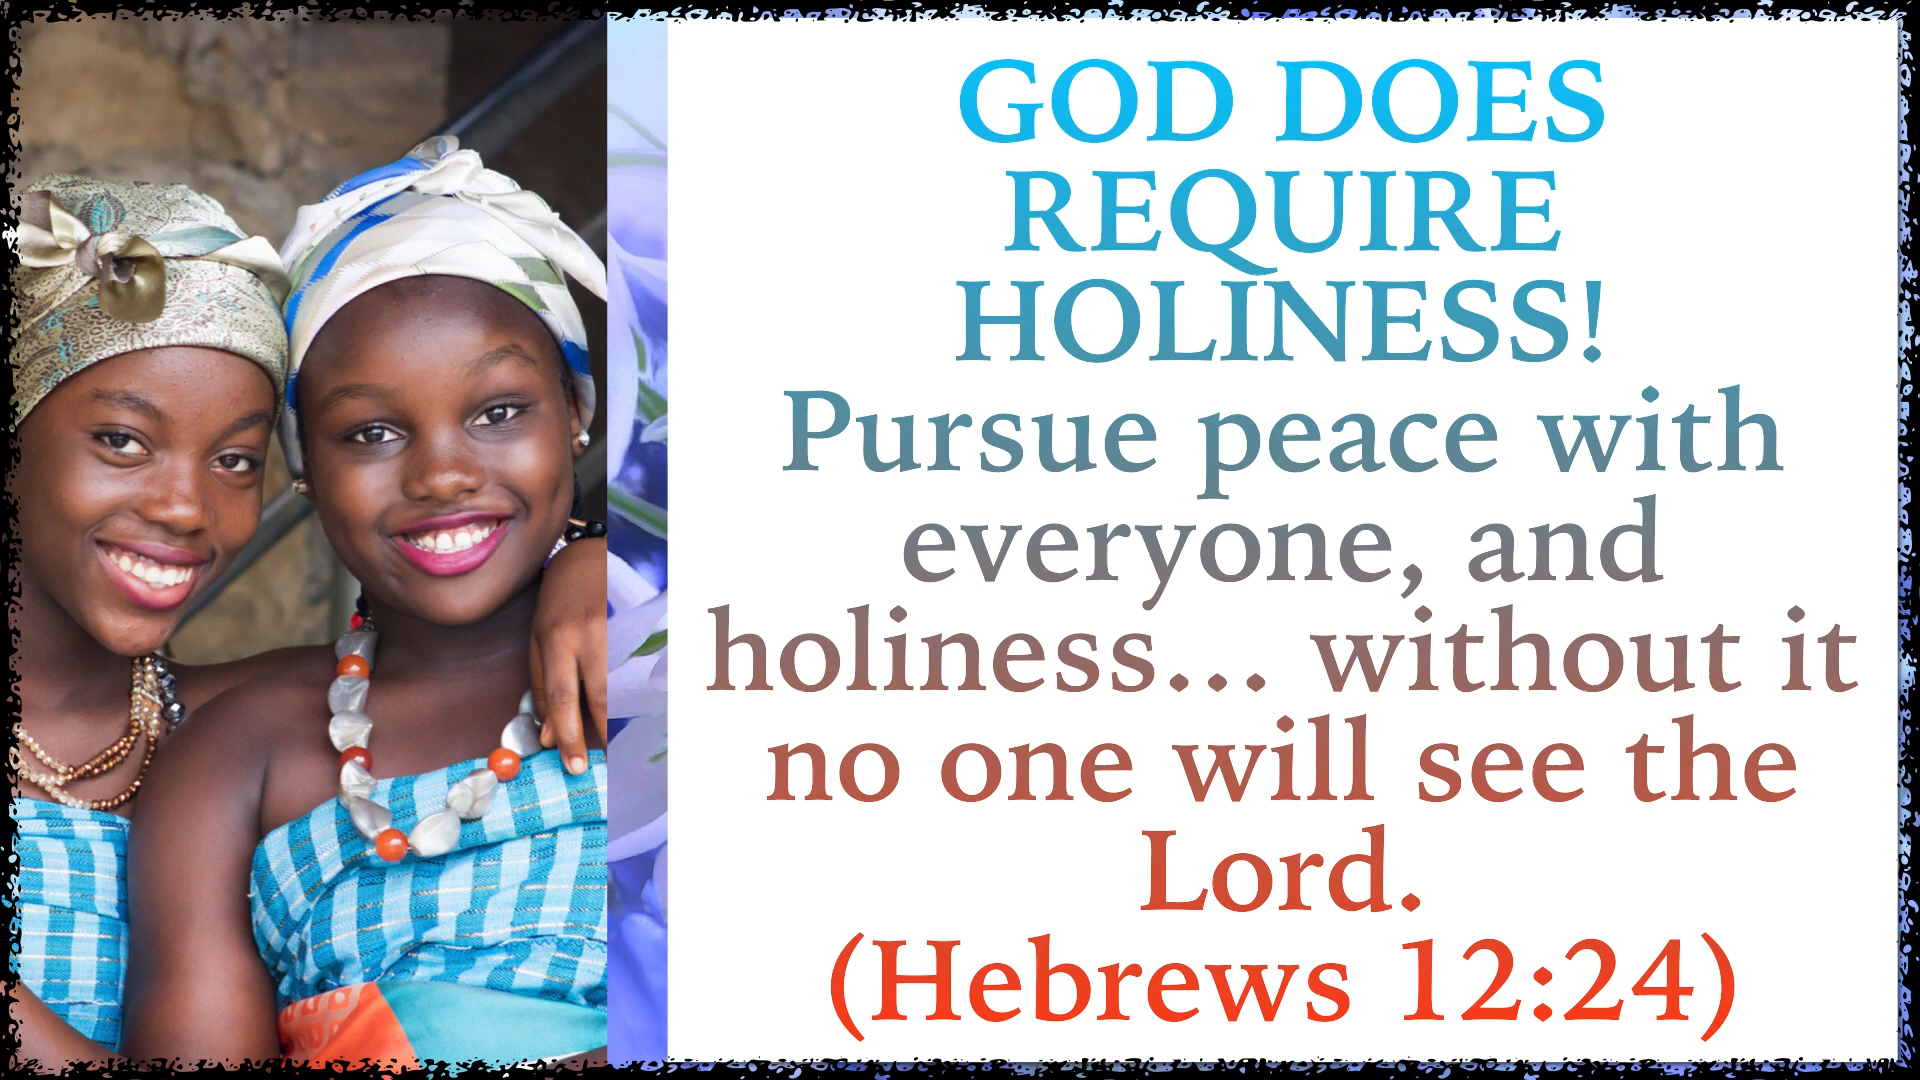 GOD DOES
REQUIRE
HOLINESS!
Pursue peace with
everyone, and
holiness... without it
no one will see the
Lord.
(Hebrews 12:24)